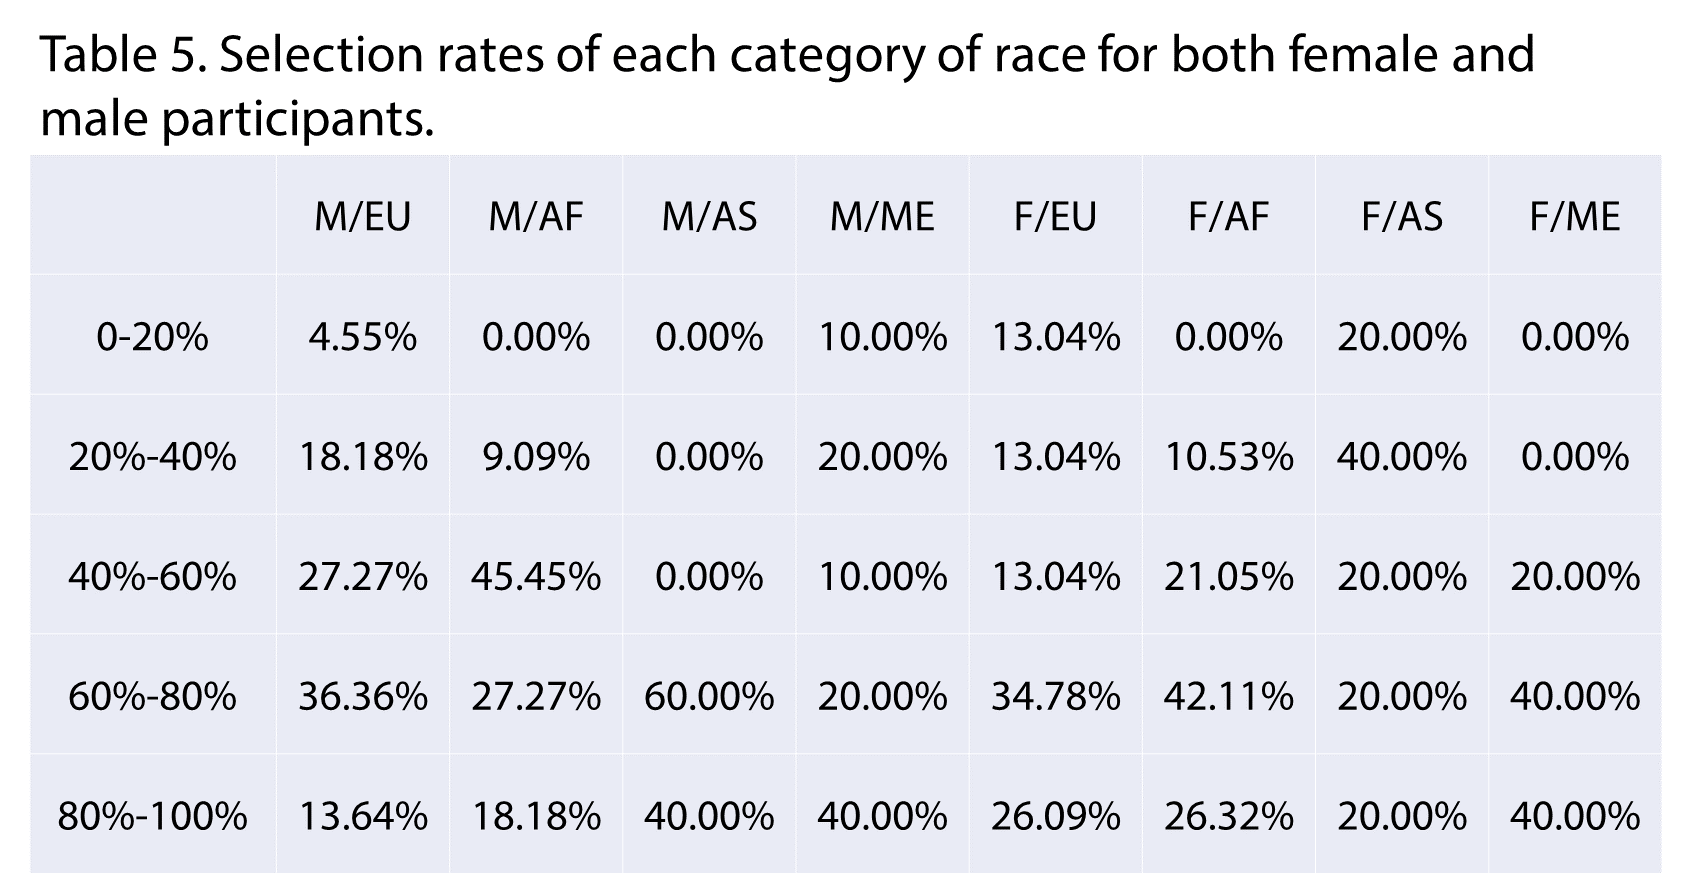 Table 5. Selection rates of each category of race for both female and
male participants.
M/EU M/AF M/AS M/ME F/EU F/AF F/AS F/ME
0-20% 4.55% 0.00% 0.00% 10.00% 13.04% 0.00% 20.00% 0.00%
20%-40% 18.18% 9.09% 0.00% 20.00% 13.04% 10.53% 40.00% 0.00%
40%-60% 27.27% 45.45% 0.00% 10.00% 13.04% 21.05% 20.00% 20.00%
60%-80% 36.36% 27.27% 60.00% 20.00% 34.78% 42.11% 20.00% 40.00%
80%-100% 13.64% 18.18% 40.00% 40.00% 26.09% 26.32% 20.00% 40.00%